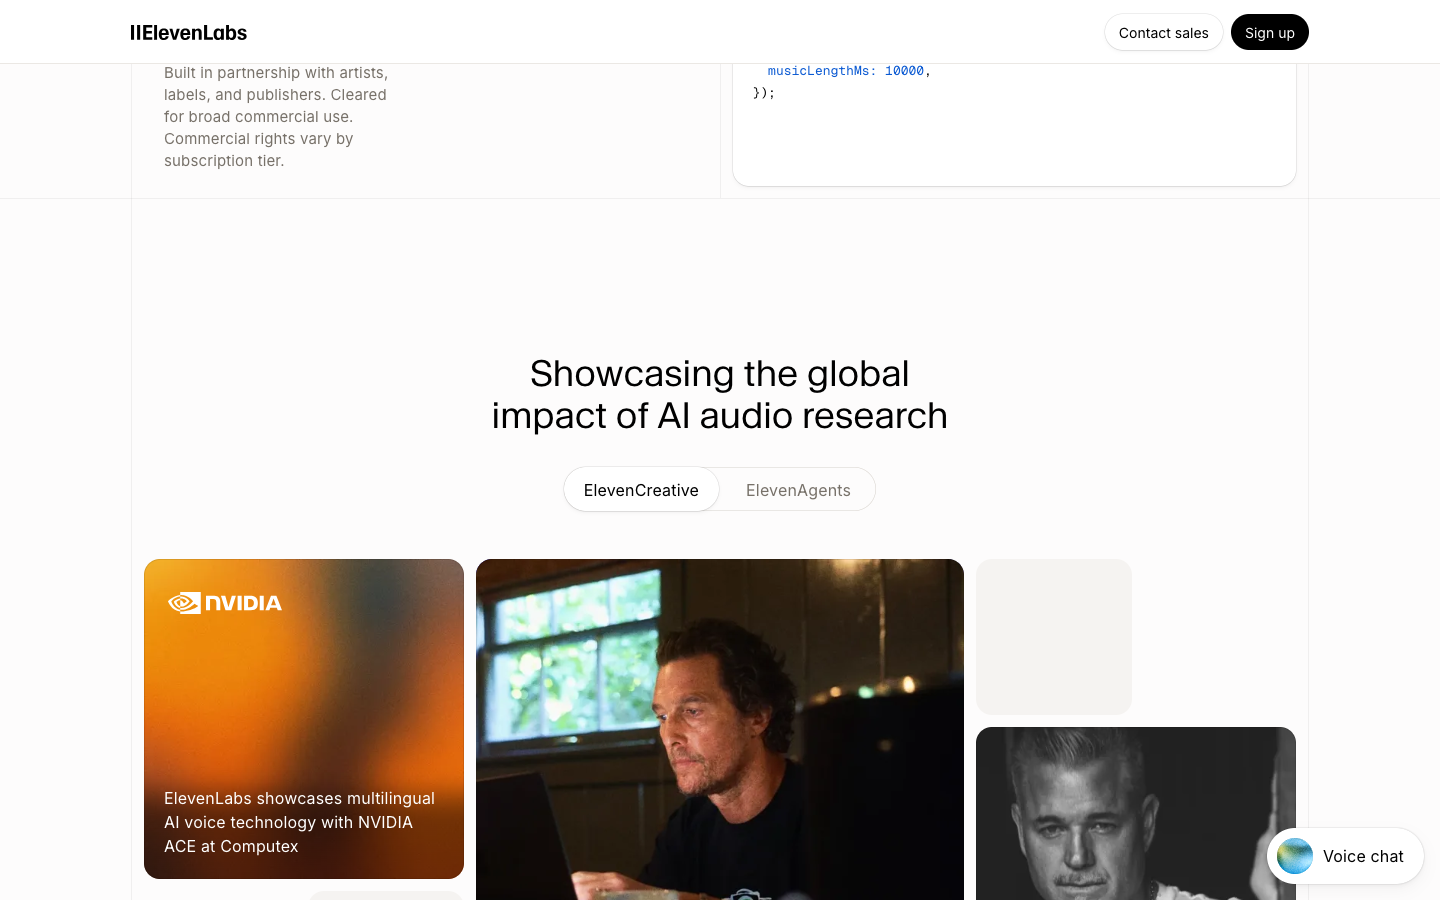 IIElevenLabs
Contact sales
Sign up
Built in partnership with artists,
labels, and publishers. Cleared
for broad commercial use.
Commercial rights vary by
subscription tier.
musicLengthMs: 10000,
});
Showcasing the global
impact of AI audio research
ElevenCreative
ElevenAgents
NVIDIA
ElevenLabs showcases multilingual
AI voice technology with NVIDIA
ACE at Computex
Voice chat